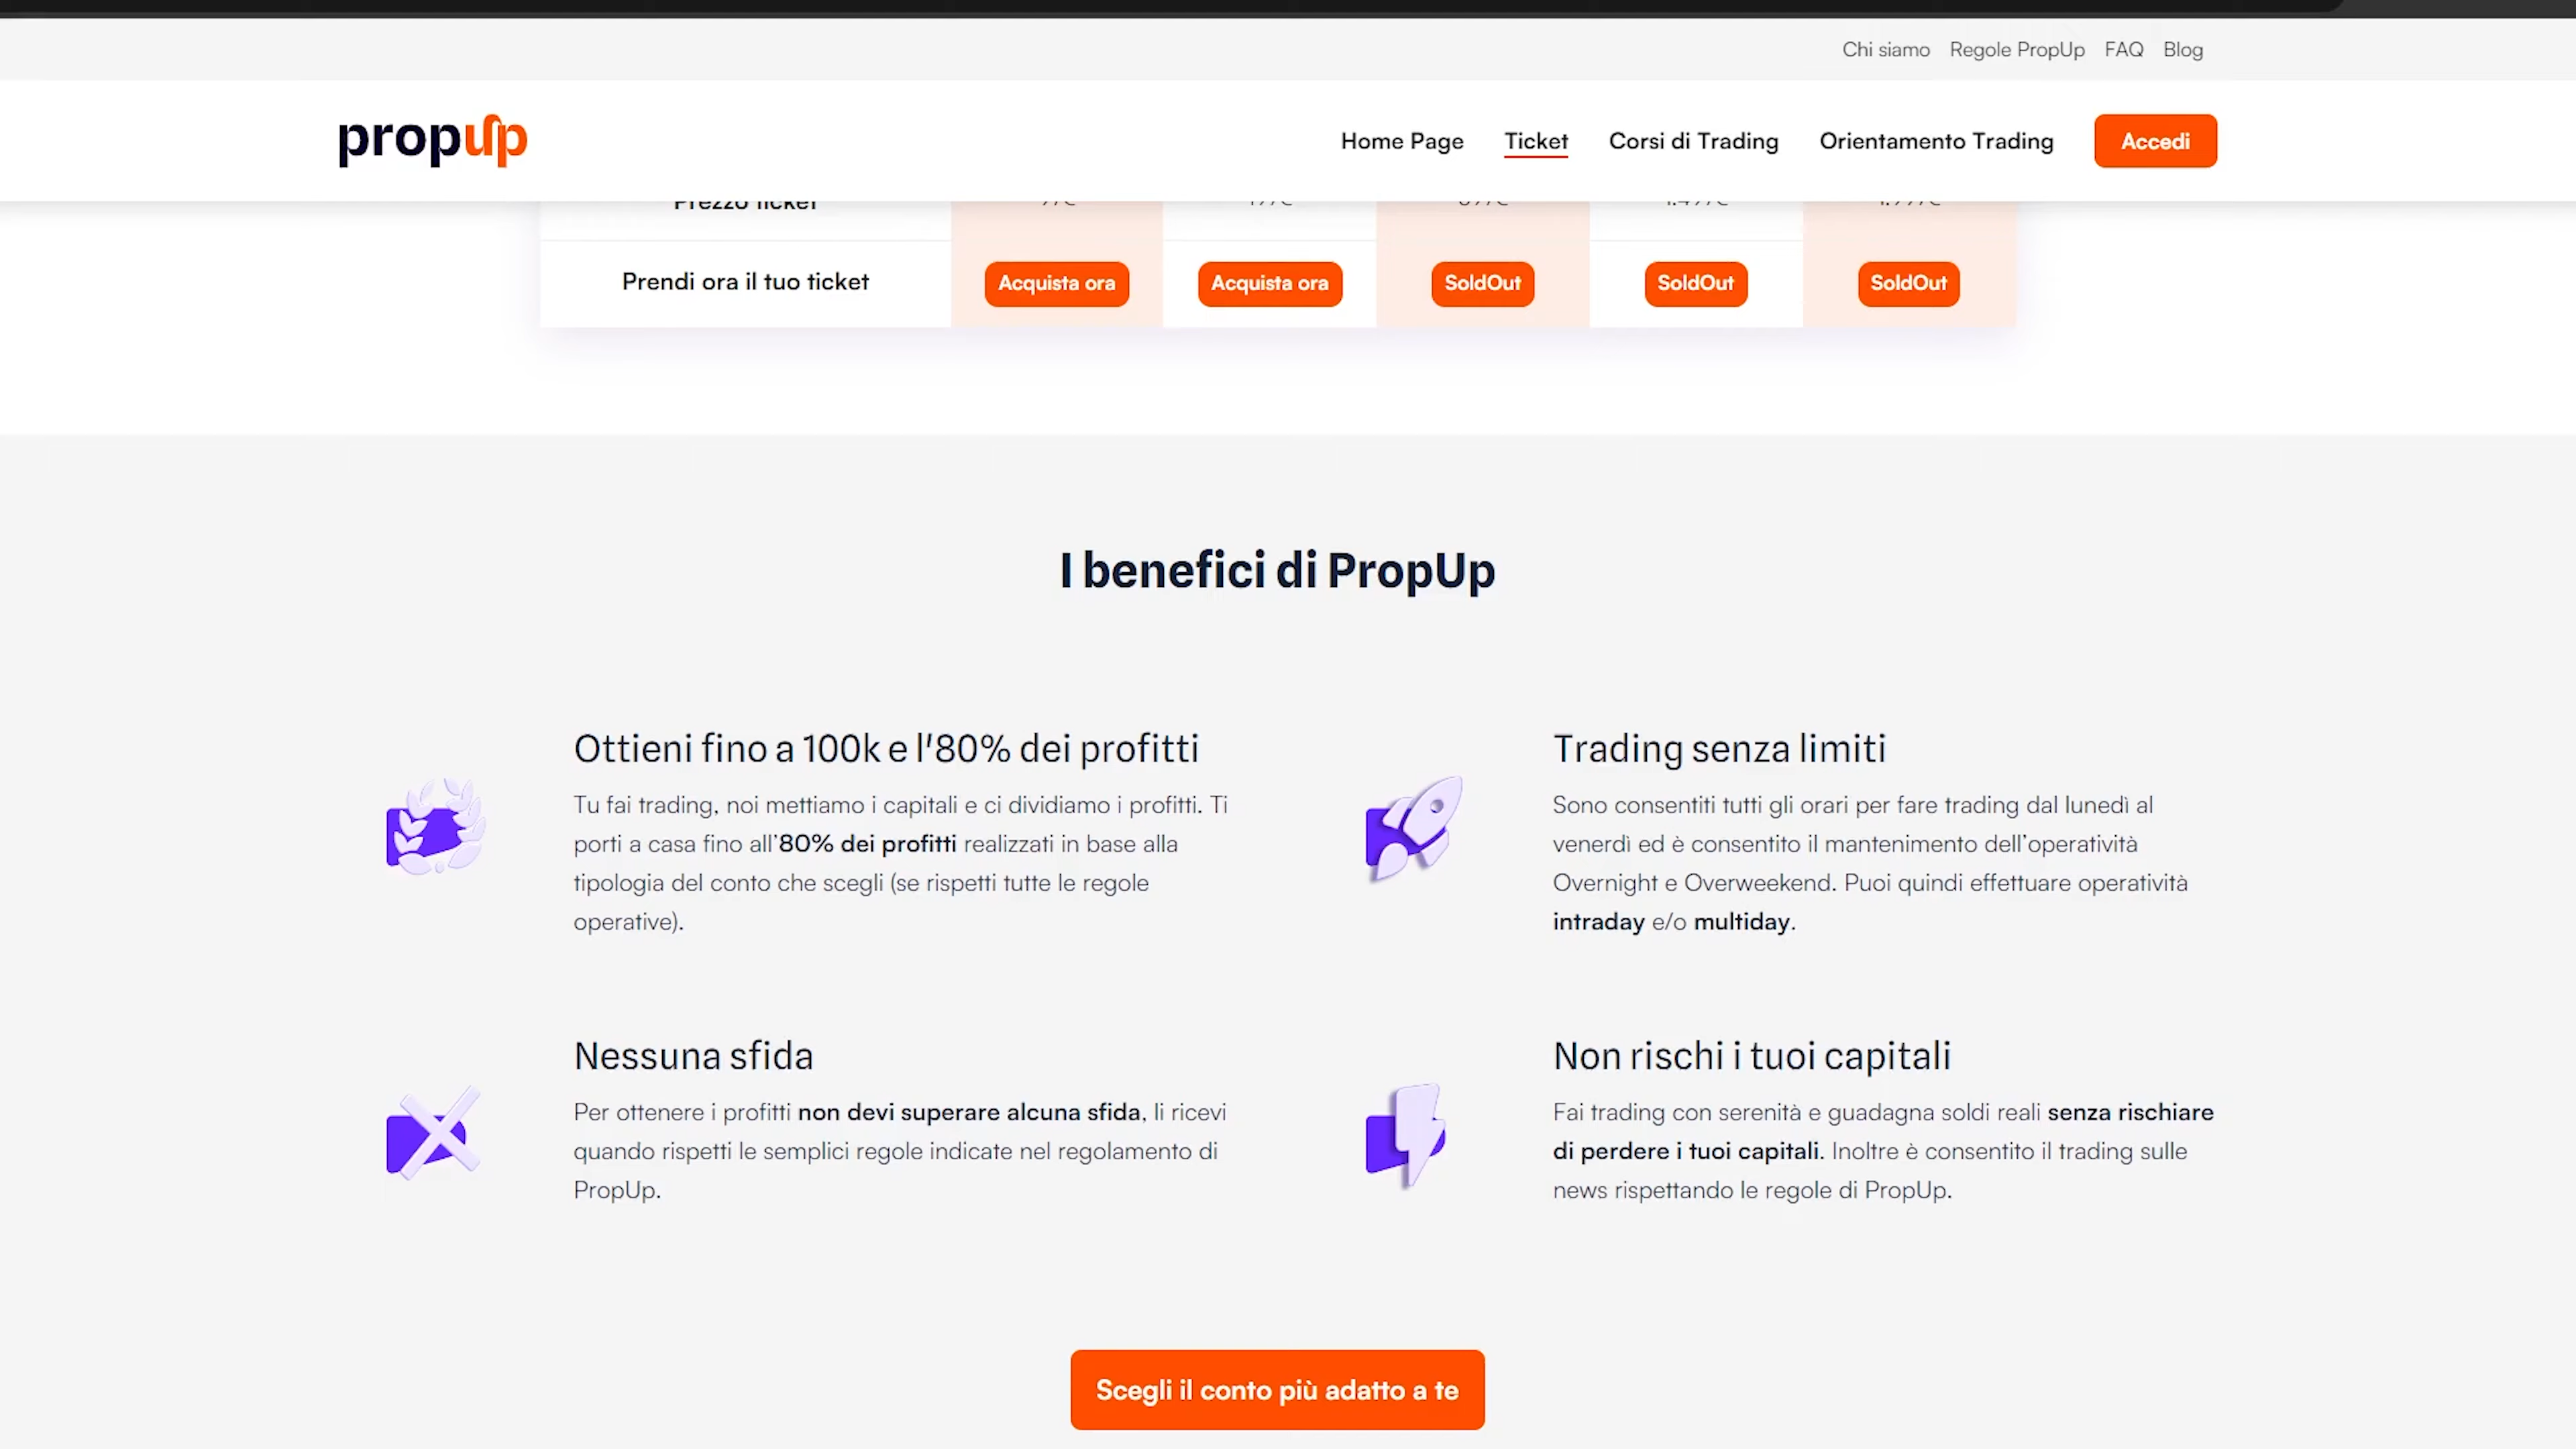 Chi siamo Regole PropUp FAQ Blog
propup
Home Page Ticket Corsi di Trading Orientamento Trading Accedi
Prezzo ticket
Prendi ora il tuo ticket Acquista ora Acquista ora SoldOut SoldOut SoldOut
I benefici di PropUp
Ottieni fino a 100k e l'80% dei profitti
Tu fai trading, noi mettiamo i capitali e ci dividiamo i profitti. Ti
porti a casa fino all'80% dei profitti realizzati in base alla
tipologia del conto che scegli (se rispetti tutte le regole
operative).
Trading senza limiti
Sono consentiti tutti gli orari per fare trading dal lunedì al
venerdì ed è consentito il mantenimento dell'operatività
Overnight e Overweekend. Puoi quindi effettuare operatività
intraday e/o multiday.
Nessuna sfida
Per ottenere i profitti non devi superare alcuna sfida, li ricevi
quando rispetti le semplici regole indicate nel regolamento di
PropUp.
Non rischi i tuoi capitali
Fai trading con serenità e guadagna soldi reali senza rischiare
di perdere i tuoi capitali. Inoltre è consentito il trading sulle
news rispettando le regole di PropUp.
Scegli il conto più adatto a te